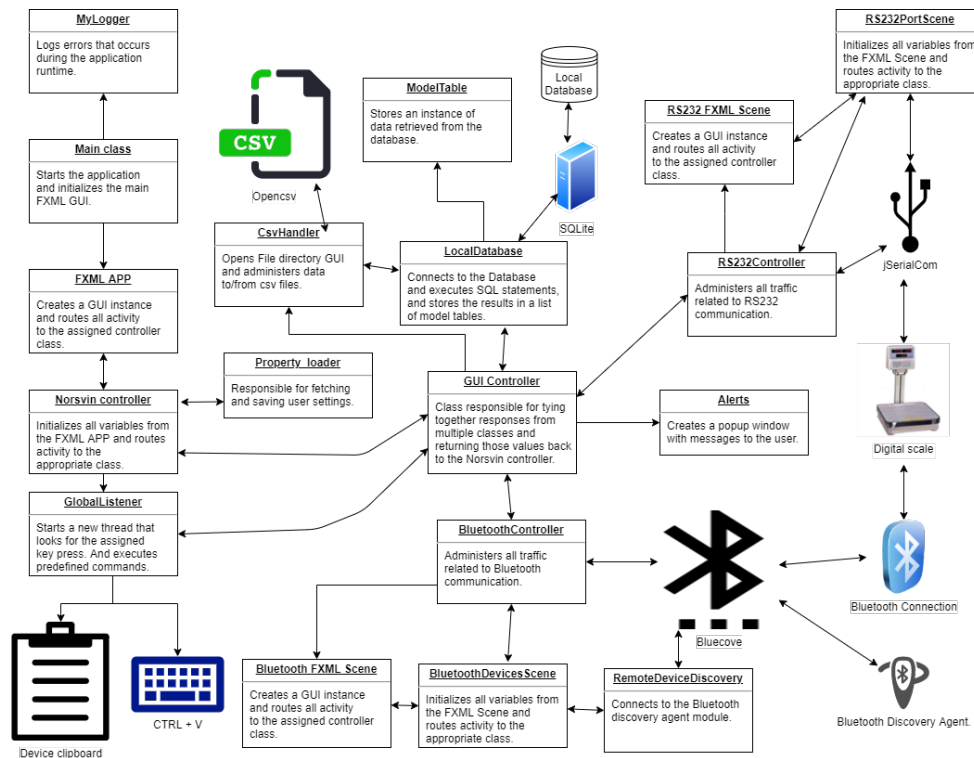 MyLogger
Logs errors that occurs
during the application
runtime.
Main class
Starts the application
and initializes the main
FXML GUI.
FXML APP
Creates a GUI instance
and routes all activity
to the assigned controller
class.
Norsvin controller
Initializes all variables from
the FXML APP and routes
activity to the
appropriate class.
GlobalListener
Starts a new thread that
looks for the assigned
key press. And executes
predefined commands.
Device clipboard
CTRL + V
CSV
Opencsv
CsvHandler
Opens File directory GUI
and administers data
to/from csv files.
Property_loader
Responsible for fetching
and saving user settings.
ModelTable
Stores an instance of
data retrieved from the
database.
Local
Database
SQLite
LocalDatabase
Connects to the Database
and executes SQL statements,
and stores the results in a list
of model tables.
GUI Controller
Class responsible for tying
together responses from
multiple classes and
returning those values back
to the Norsvin controller.
Alerts
Creates a popup window
with messages to the user.
RS232PortScene
Initializes all variables from
the FXML Scene and
routes activity to the
appropriate class.
RS232 FXML Scene
Creates a GUI instance
and routes all activity
to the assigned controller
class.
RS232Controller
Administers all traffic
related to RS232
communication.
jSerialCom
Digital scale
BluetoothController
Administers all traffic
related to Bluetooth
communication.
Bluecove
Bluetooth Connection
Bluetooth Discovery Agent.
Bluetooth FXML Scene
Creates a GUI instance
and routes all activity
to the assigned controller
class.
BluetoothDevicesScene
Initializes all variables from
the FXML Scene and
routes activity to the
appropriate class.
RemoteDeviceDiscovery
Connects to the Bluetooth
discovery agent module.